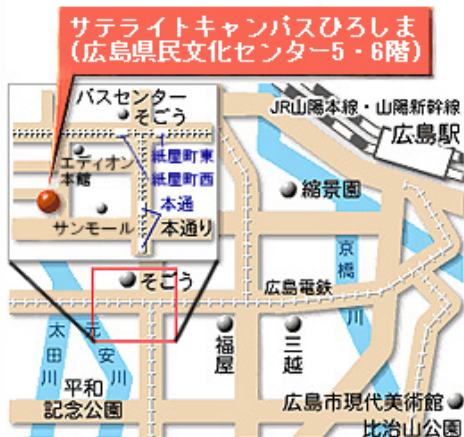 サテライトキャンパスひろしま
(広島県民文化センター5・6階)
バスセンター
そごう
JR山陽本線・山陽新幹線
広島駅
エディオン
本館
紙屋町東
紙屋町西
本通
サンモール
本通り
縮景園
京橋川
そごう
広島電鉄
太田川
元安川
福屋
三越
平和
記念公園
広島市現代美術館
比治山公園